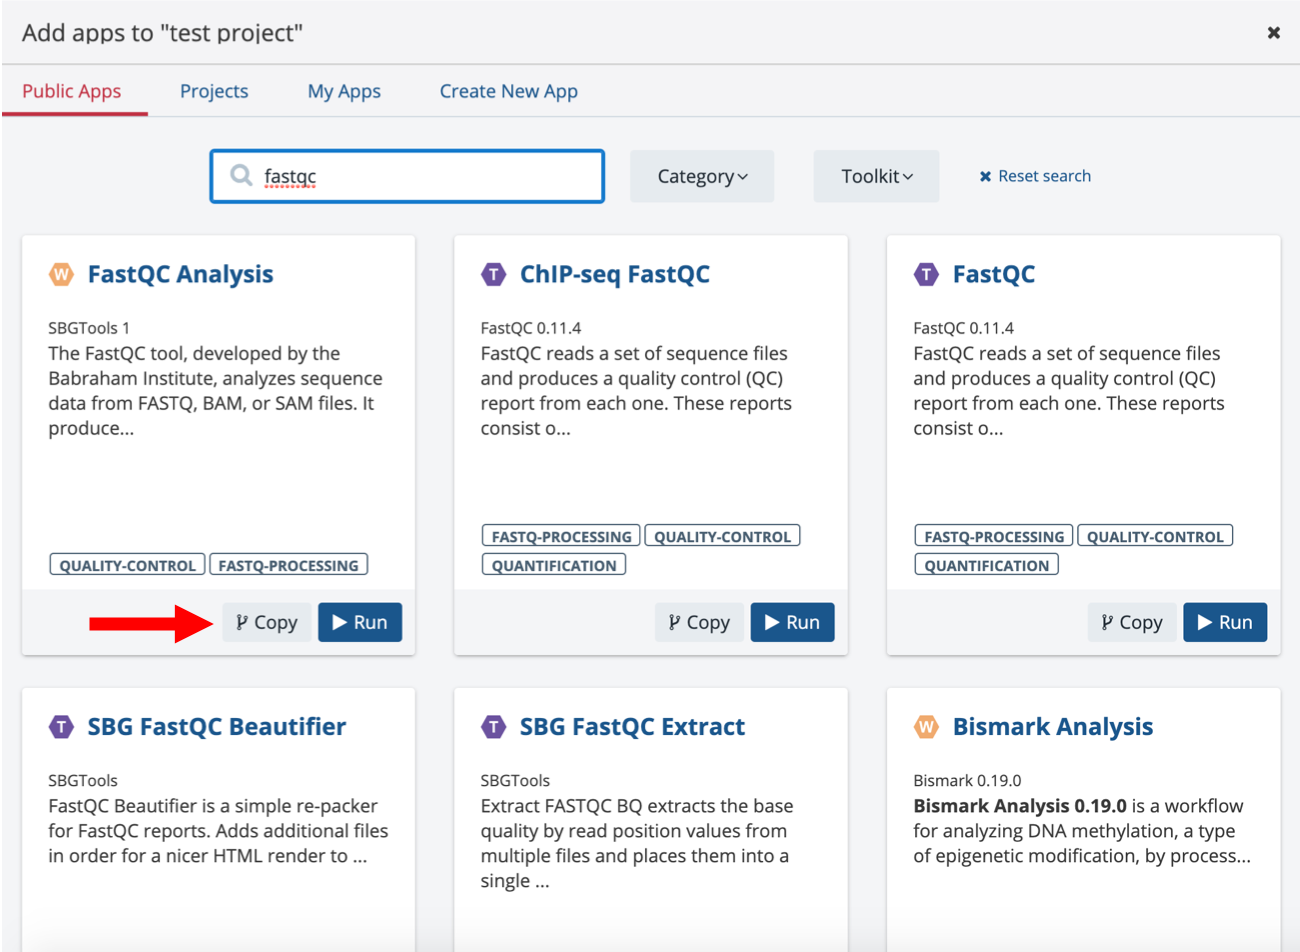 Add apps to "test project"
Public Apps Projects My Apps Create New App
fastqc Category Toolkit Reset search
W FastQC Analysis
SBGTools 1
The FastQC tool, developed by the
Babraham Institute, analyzes sequence
data from FASTQ, BAM, or SAM files. It
produce...
QUALITY-CONTROL FASTQ-PROCESSING
Copy Run
T ChIP-seq FastQC
FastQC 0.11.4
FastQC reads a set of sequence files
and produces a quality control (QC)
report from each one. These reports
consist o...
FASTQ-PROCESSING QUALITY-CONTROL
QUANTIFICATION
Copy Run
T FastQC
FastQC 0.11.4
FastQC reads a set of sequence files
and produces a quality control (QC)
report from each one. These reports
consist o...
FASTQ-PROCESSING QUALITY-CONTROL
QUANTIFICATION
Copy Run
T SBG FastQC Beautifier
SBGTools
FastQC Beautifier is a simple re-packer
for FastQC reports. Adds additional files
in order for a nicer HTML render to ...
T SBG FastQC Extract
SBGTools
Extract FASTQC BQ extracts the base
quality by read position values from
multiple files and places them into a
single ...
W Bismark Analysis
Bismark 0.19.0
Bismark Analysis 0.19.0 is a workflow
for analyzing DNA methylation, a type
of epigenetic modification, by process...